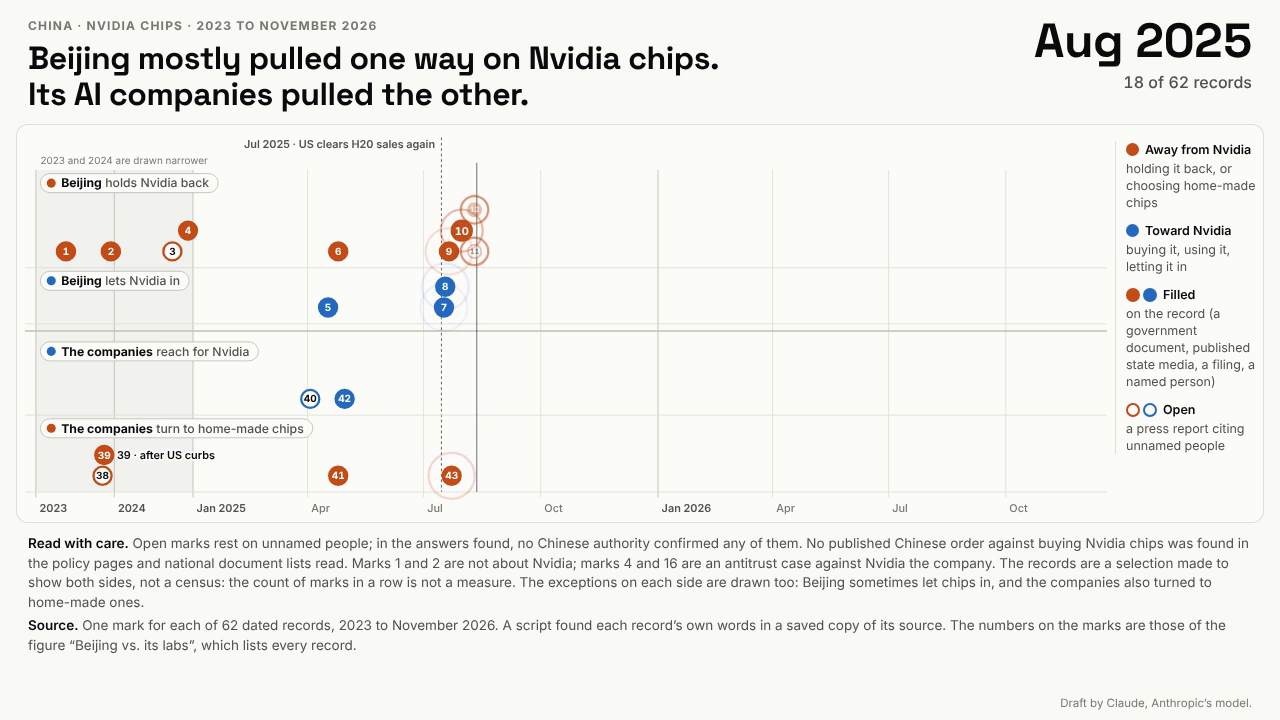 CHINA · NVIDIA CHIPS · 2023 TO NOVEMBER 2026
Beijing mostly pulled one way on Nvidia chips.
Its AI companies pulled the other.
Aug 2025
18 of 62 records
Jul 2025 · US clears H20 sales again
2023 and 2024 are drawn narrower
Beijing holds Nvidia back
4
10
1
2
3
6
9
11
Beijing lets Nvidia in
8
5
7
The companies reach for Nvidia
40
42
The companies turn to home-made chips
39
39 · after US curbs
38
41
43
2023
2024
Jan 2025
Apr
Jul
Oct
Jan 2026
Apr
Jul
Oct
Away from Nvidia
holding it back, or
choosing home-made
chips
Toward Nvidia
buying it, using it,
letting it in
Filled
on the record (a
government
document, published
state media, a filing, a
named person)
Open
a press report citing
unnamed people
Read with care. Open marks rest on unnamed people; in the answers found, no Chinese authority confirmed any of them. No published Chinese order against buying Nvidia chips was found in
the policy pages and national document lists read. Marks 1 and 2 are not about Nvidia; marks 4 and 16 are an antitrust case against Nvidia the company. The records are a selection made to
show both sides, not a census: the count of marks in a row is not a measure. The exceptions on each side are drawn too: Beijing sometimes let chips in, and the companies also turned to
home-made ones.
Source. One mark for each of 62 dated records, 2023 to November 2026. A script found each record's own words in a saved copy of its source. The numbers on the marks are those of the
figure “Beijing vs. its labs”, which lists every record.
Draft by Claude, Anthropic's model.